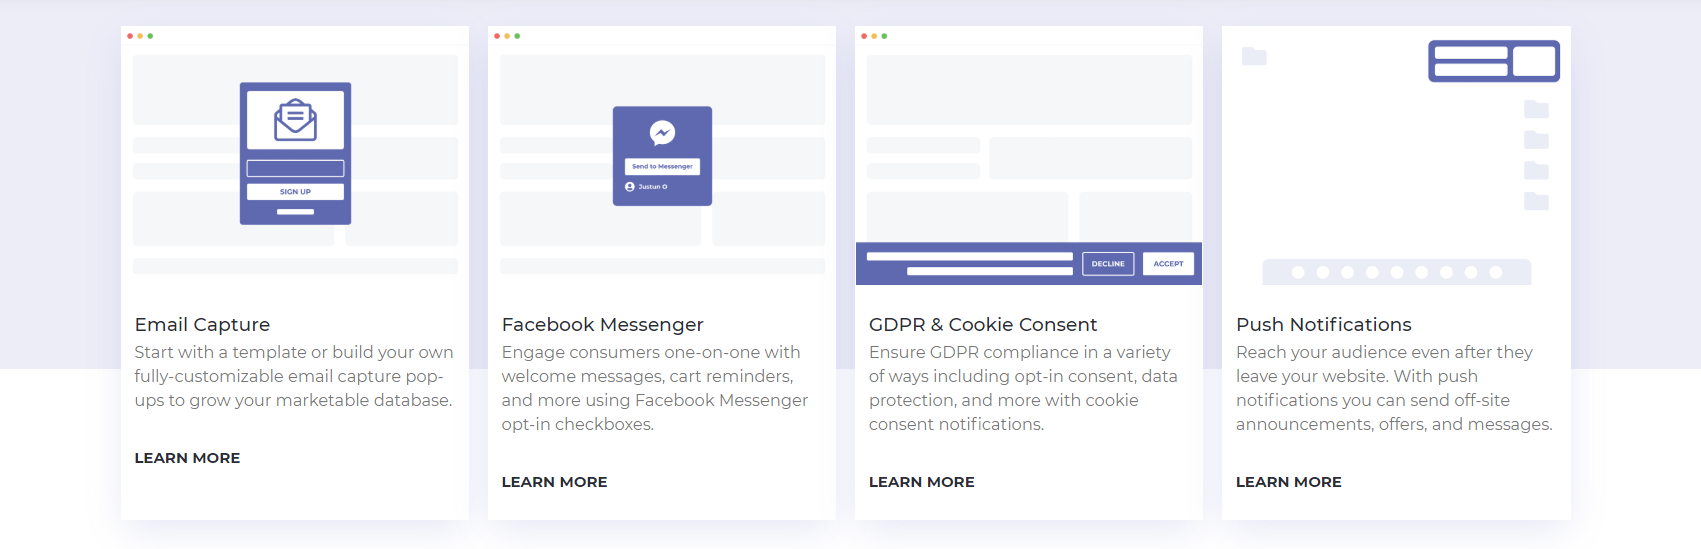 SIGN UP
Send to Messenger
Justun O
DECLINE
ACCEPT
Email Capture
Start with a template or build your own
fully-customizable email capture pop-
ups to grow your marketable database.
LEARN MORE
Facebook Messenger
Engage consumers one-on-one with
welcome messages, cart reminders,
and more using Facebook Messenger
opt-in checkboxes.
LEARN MORE
GDPR & Cookie Consent
Ensure GDPR compliance in a variety
of ways including opt-in consent, data
protection, and more with cookie
consent notifications.
LEARN MORE
Push Notifications
Reach your audience even after they
leave your website. With push
notifications you can send off-site
announcements, offers, and messages.
LEARN MORE